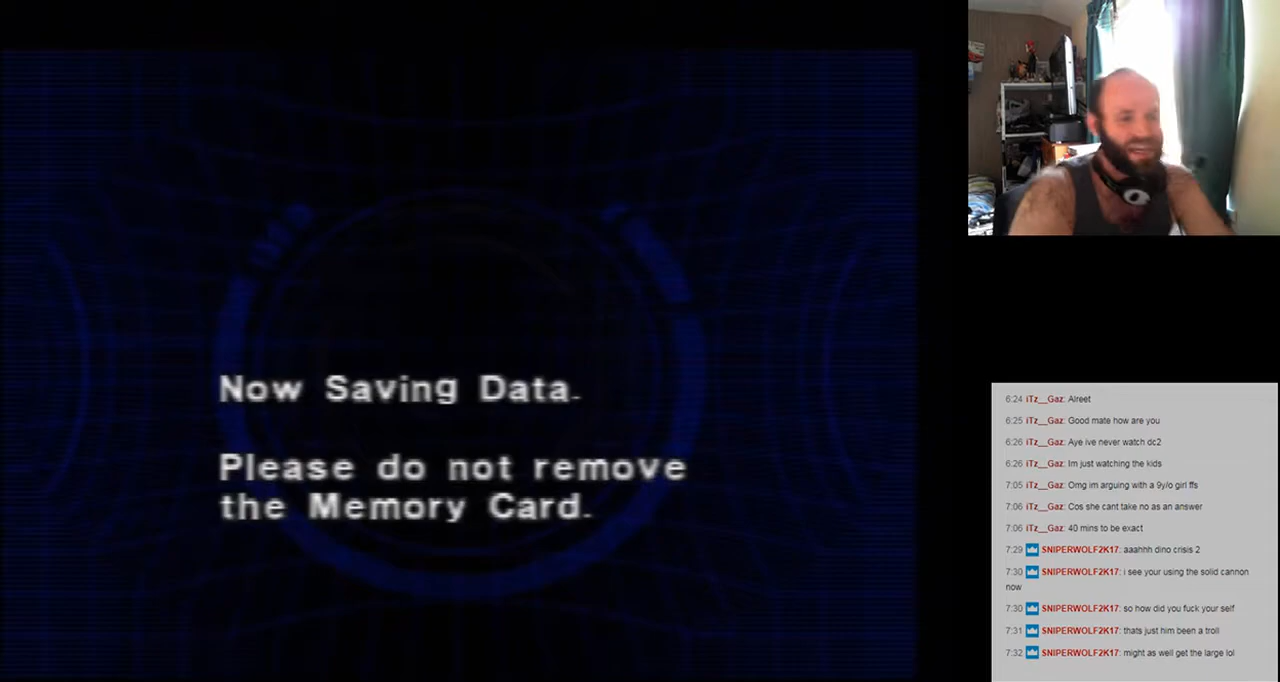 Now Saving Data.
Please do not remove
the Memory Card.
6:24 iTz__Gaz: Alreet
6:25 iTz__Gaz: Good mate how are you
6:26 iTz__Gaz: Aye ive never watch dc2
6:26 iTz__Gaz: Im just watching the kids
7:05 iTz__Gaz: Omg im arguing with a 9y/o girl ffs
7:06 iTz__Gaz: Cos she cant take no as an answer
7:06 iTz__Gaz: 40 mins to be exact
7:29 SNIPERWOLF2K17: aaahhh dino crisis 2
7:30 SNIPERWOLF2K17: i see your using the solid cannon
now
7:30 SNIPERWOLF2K17: so how did you fuck your self
7:31 SNIPERWOLF2K17: thats just him been a troll
7:32 SNIPERWOLF2K17: might as well get the large lol